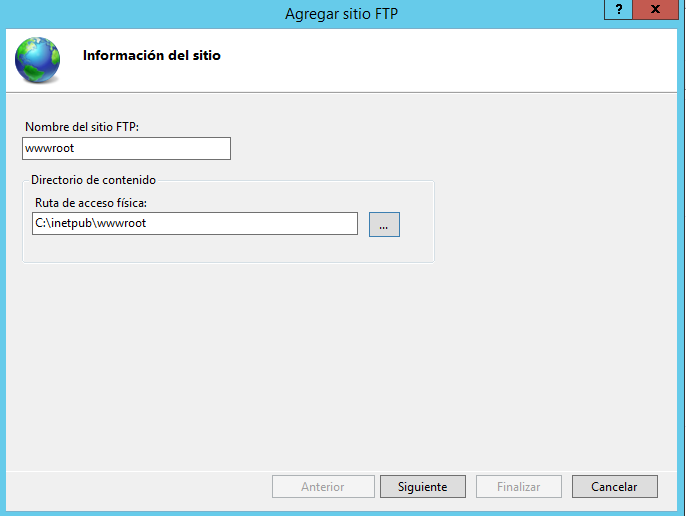 Agregar sitio FTP
?
x
Información del sitio
Nombre del sitio FTP:
wwwroot
Directorio de contenido
Ruta de acceso física:
C:\inetpub\wwwroot
...
Anterior
Siguiente
Finalizar
Cancelar